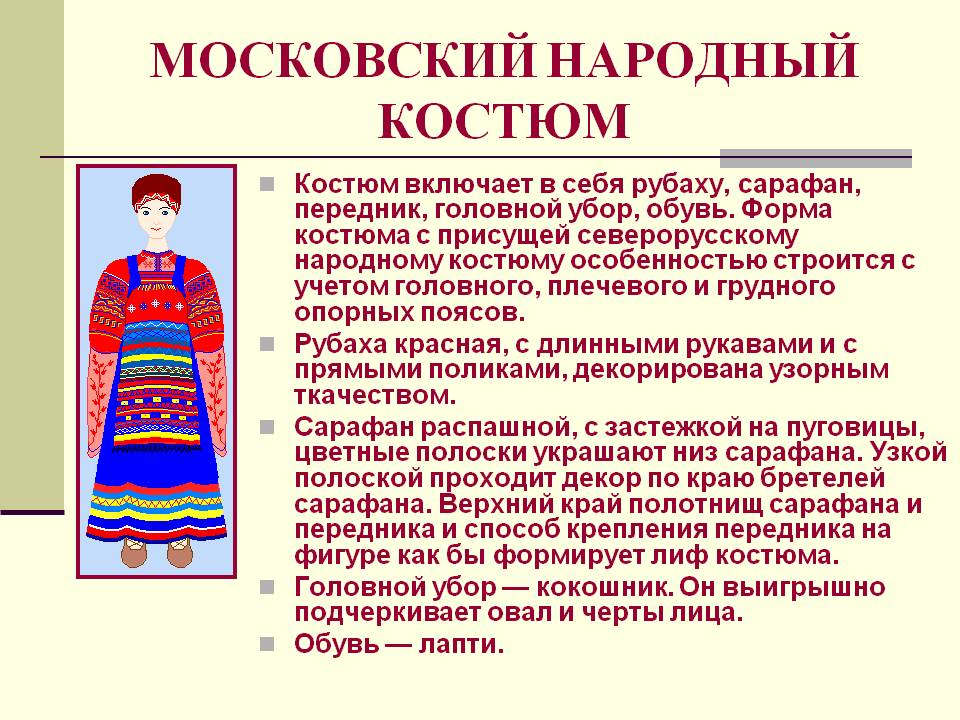 МОСКОВСКИЙ НАРОДНЫЙ
КОСТЮМ
Костюм включает в себя рубаху, сарафан,
передник, головной убор, обувь. Форма
костюма с присущей северорусскому
народному костюму особенностью строится с
учетом головного, плечевого и грудного
опорных поясов.
Рубаха красная, с длинными рукавами и с
прямыми поликами, декорирована узорным
ткачеством.
Сарафан распашной, с застежкой на пуговицы,
цветные полоски украшают низ сарафана. Узкой
полоской проходит декор по краю бретелей
сарафана. Верхний край полотнищ сарафана и
передника и способ крепления передника на
фигуре как бы формирует лиф костюма.
Головной убор — кокошник. Он выигрышно
подчеркивает овал и черты лица.
Обувь — лапти.